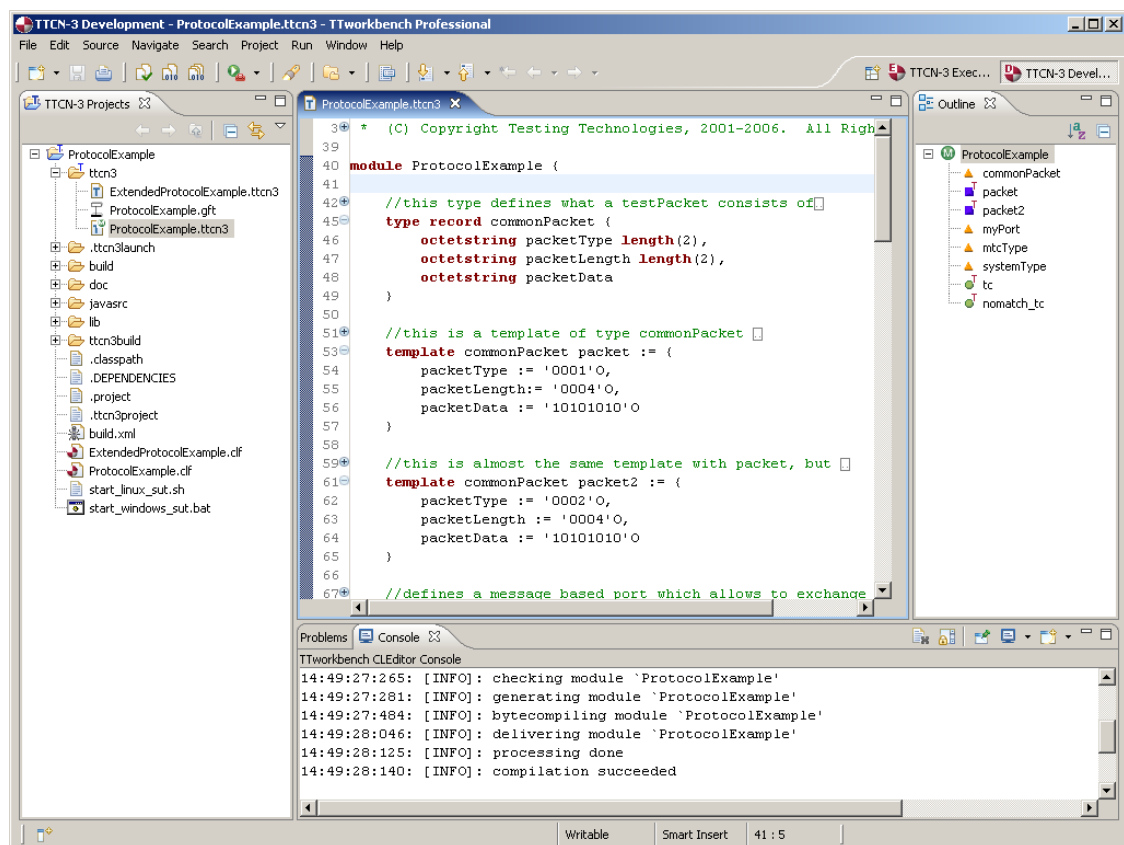 TTCN-3 Development - ProtocolExample.ttcn3 - TTworkbench Professional
File Edit Source Navigate Search Project Run Window Help
TTCN-3 Exec... TTCN-3 Devel...
TTCN-3 Projects
ProtocolExample
ttcn3
ExtendedProtocolExample.ttcn3
ProtocolExample.gft
ProtocolExample.ttcn3
.ttcn3launch
build
doc
javasrc
lib
ttcn3build
.classpath
.DEPENDENCIES
.project
.ttcn3project
build.xml
ExtendedProtocolExample.clf
ProtocolExample.clf
start_linux_sut.sh
start_windows_sut.bat
ProtocolExample.ttcn3
3 * (C) Copyright Testing Technologies, 2001-2006. All Righ
39
40 module ProtocolExample {
41
42 //this type defines what a testPacket consists of
45 type record commonPacket {
46 octetstring packetType length(2),
47 octetstring packetLength length(2),
48 octetstring packetData
49 }
50
51 //this is a template of type commonPacket
53 template commonPacket packet := {
54 packetType := '0001'O,
55 packetLength:= '0004'O,
56 packetData := '10101010'O
57 }
58
59 //this is almost the same template with packet, but
61 template commonPacket packet2 := {
62 packetType := '0002'O,
63 packetLength := '0004'O,
64 packetData := '10101010'O
65 }
66
67 //defines a message based port which allows to exchange
Outline
ProtocolExample
commonPacket
packet
packet2
myPort
mtcType
systemType
tc
nomatch_tc
Problems Console
TTworkbench CLEditor Console
14:49:27:265: [INFO]: checking module `ProtocolExample'
14:49:27:281: [INFO]: generating module `ProtocolExample'
14:49:27:484: [INFO]: bytecompiling module `ProtocolExample'
14:49:28:046: [INFO]: delivering module `ProtocolExample'
14:49:28:125: [INFO]: processing done
14:49:28:140: [INFO]: compilation succeeded
Writable Smart Insert 41 : 5